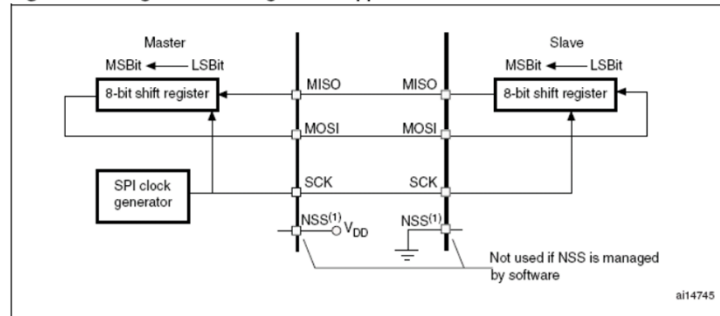 Master
MSBit LSBit
8-bit shift register
MISO
MOSI
SPI clock
generator
SCK
NSS(1)
VDD
MISO
MOSI
SCK
NSS(1)
Slave
MSBit LSBit
8-bit shift register
Not used if NSS is managed
by software
ai14745